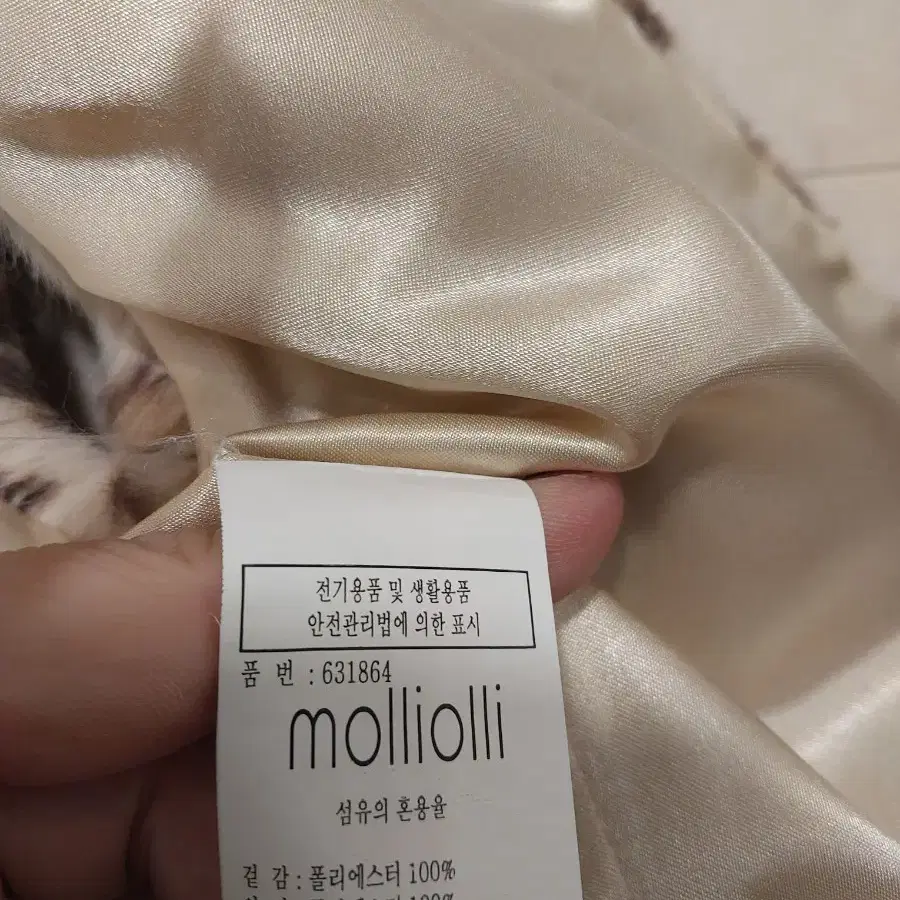 전기용품 및 생활용품
안전관리법에 의한 표시
품 번 : 631864
molliolli
섬유의 혼용율
겉 감 : 폴리에스터 100%